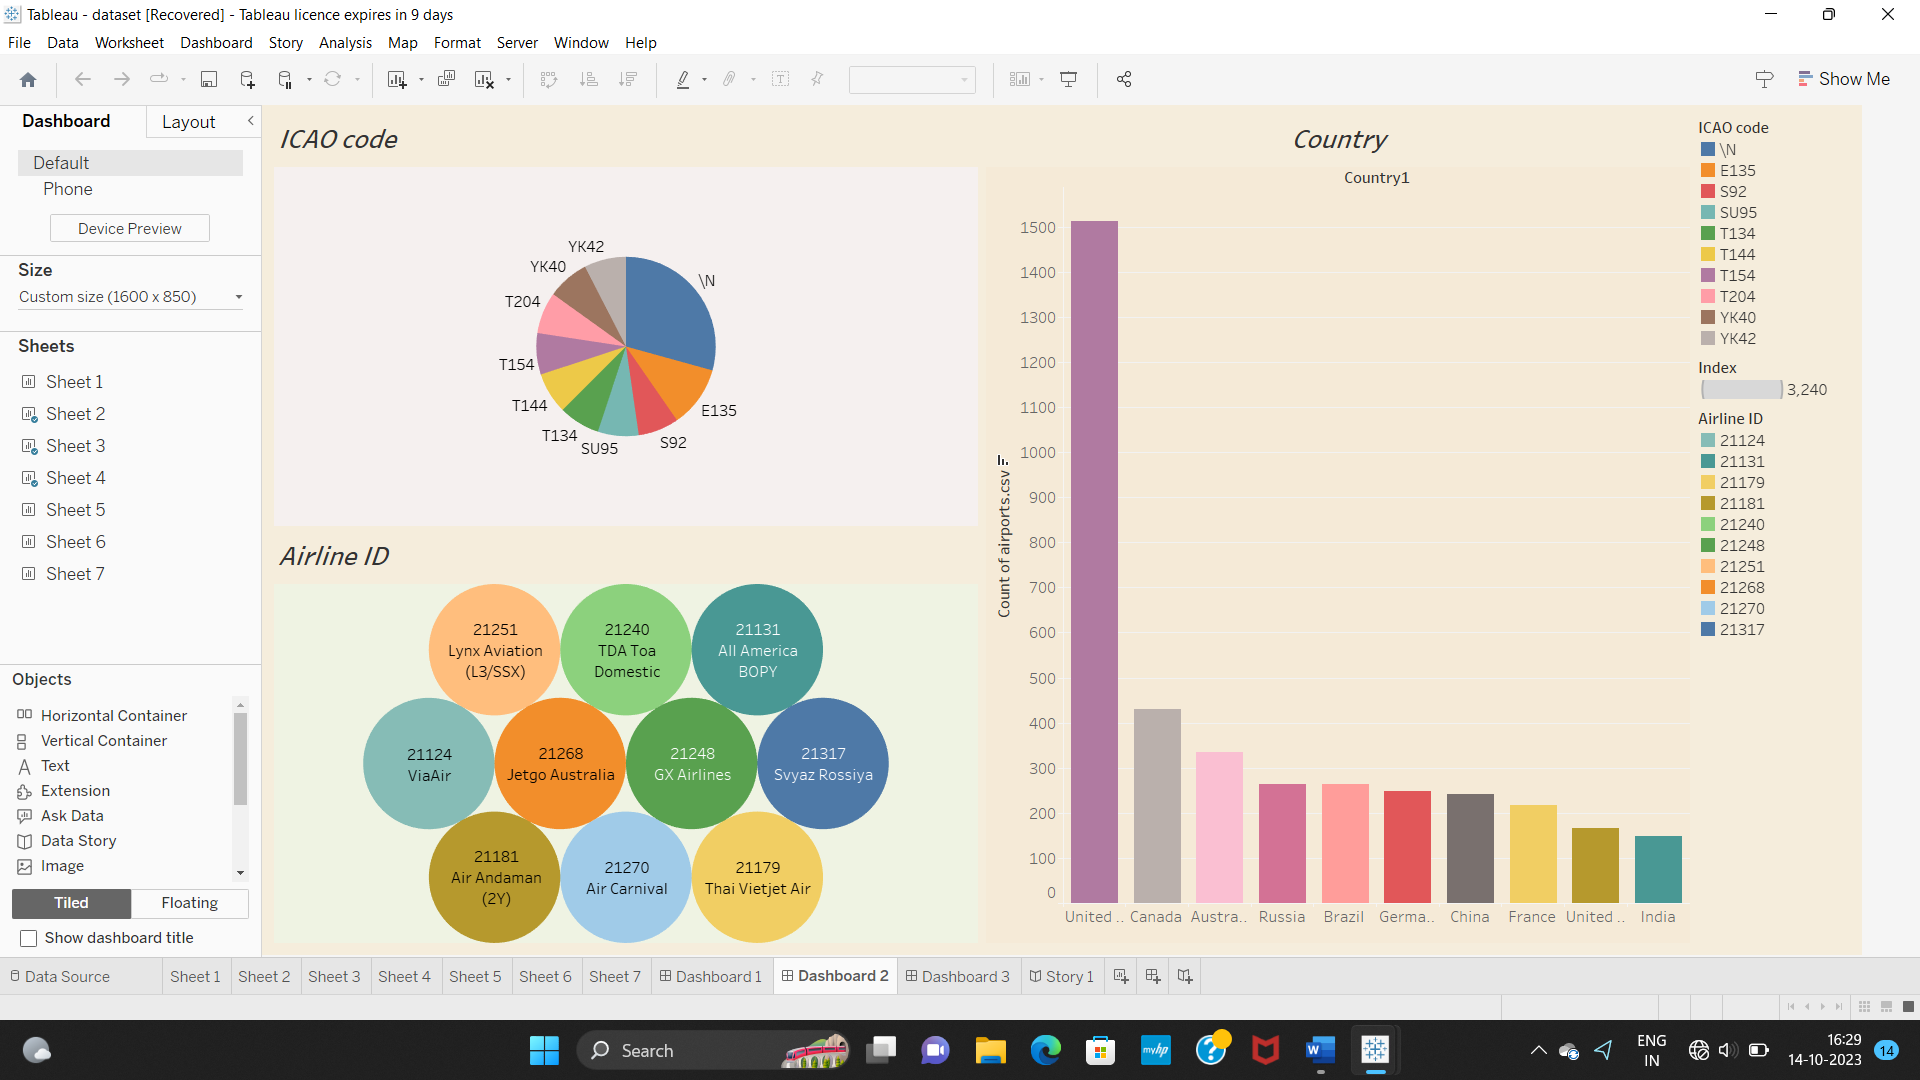 Tableau - dataset [Recovered] - Tableau licence expires in 9 days
File Data Worksheet Dashboard Story Analysis Map Format Server Window Help
Show Me
Dashboard Layout
Default
Phone
Device Preview
Size
Custom size (1600 x 850)
Sheets
Sheet 1
Sheet 2
Sheet 3
Sheet 4
Sheet 5
Sheet 6
Sheet 7
Objects
Horizontal Container
Vertical Container
Text
Extension
Ask Data
Data Story
Image
Tiled Floating
Show dashboard title
ICAO code
YK42
YK40
\N
T204
T154
T144
T134
SU95
S92
E135
Airline ID
21251
Lynx Aviation
(L3/SSX)
21240
TDA Toa
Domestic
21131
All America
BOPY
21124
ViaAir
21268
Jetgo Australia
21248
GX Airlines
21317
Svyaz Rossiya
21181
Air Andaman
(2Y)
21270
Air Carnival
21179
Thai Vietjet Air
Country
Country1
Count of airports.csv
1500
1400
1300
1200
1100
1000
900
800
700
600
500
400
300
200
100
0
United .. Canada Austra.. Russia Brazil Germa.. China France United .. India
ICAO code
\N
E135
S92
SU95
T134
T144
T154
T204
YK40
YK42
Index
3,240
Airline ID
21124
21131
21179
21181
21240
21248
21251
21268
21270
21317
Data Source Sheet 1 Sheet 2 Sheet 3 Sheet 4 Sheet 5 Sheet 6 Sheet 7 Dashboard 1 Dashboard 2 Dashboard 3 Story 1
Search
myhp
W
ENG
IN
16:29
14-10-2023
14